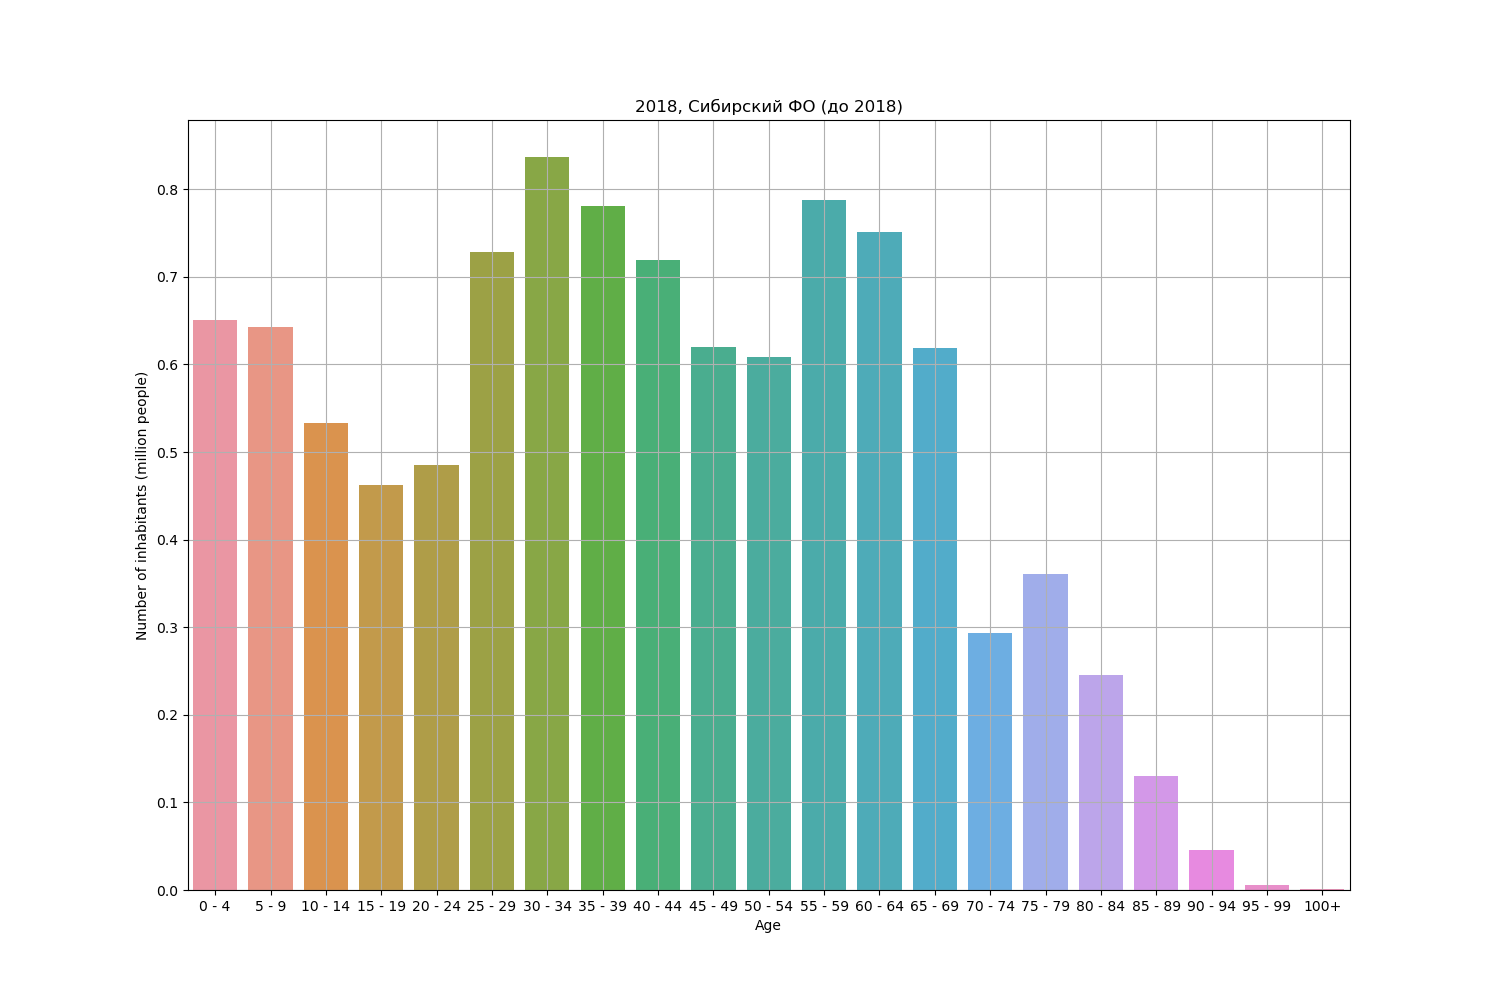 2018, Сибирский ФО (до 2018)
Number of inhabitants (million people)
0.8
0.7
0.6
0.5
0.4
0.3
0.2
0.1
0.0
0 - 4 5 - 9 10 - 14 15 - 19 20 - 24 25 - 29 30 - 34 35 - 39 40 - 44 45 - 49 50 - 54 55 - 59 60 - 64 65 - 69 70 - 74 75 - 79 80 - 84 85 - 89 90 - 94 95 - 99 100+
Age